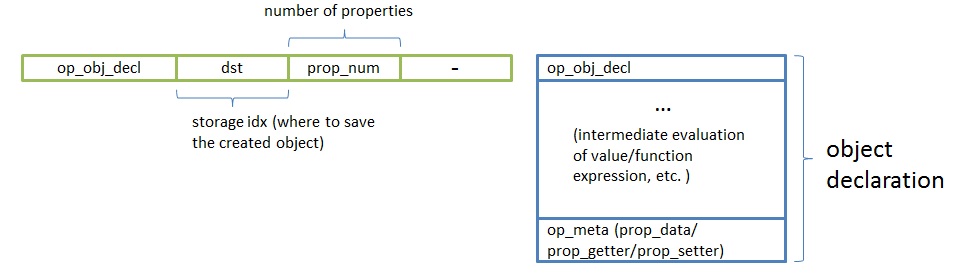 number of properties
op_obj_decl dst prop_num -
storage idx (where to save
the created object)
op_obj_decl
...
(intermediate evaluation
of value/function
expression, etc. )
op_meta (prop_data/
prop_getter/prop_setter)
object
declaration